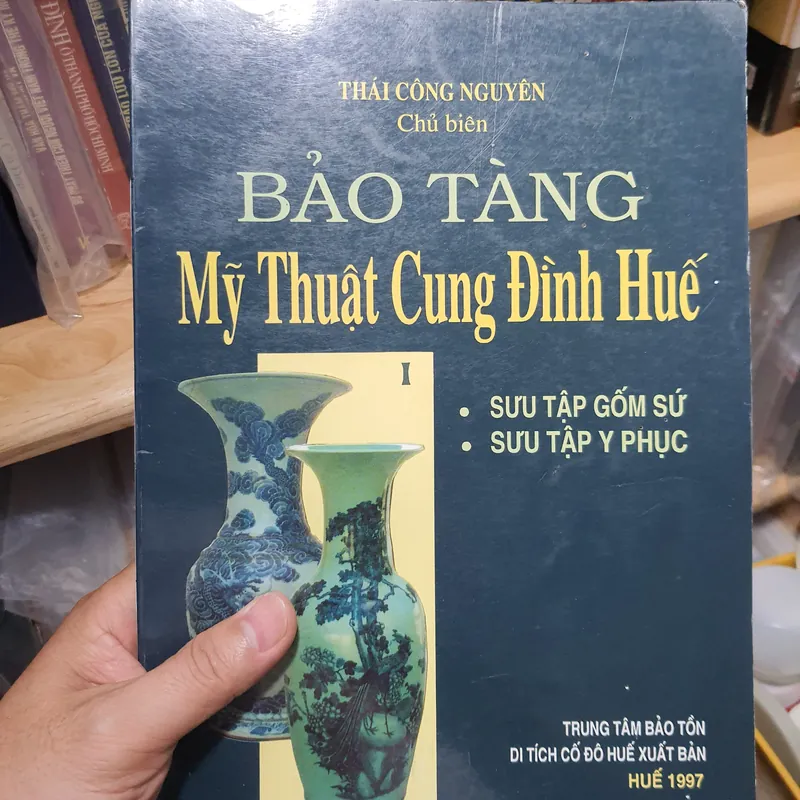 THÁI CÔNG NGUYÊN
Chủ biên
BẢO TÀNG
Mỹ Thuật Cung Đình Huế
I
• SƯU TẬP GỐM SỨ
• SƯU TẬP Y PHỤC
TRUNG TÂM BẢO TỒN
DI TÍCH CỐ ĐÔ HUẾ XUẤT BẢN
HUẾ 1997